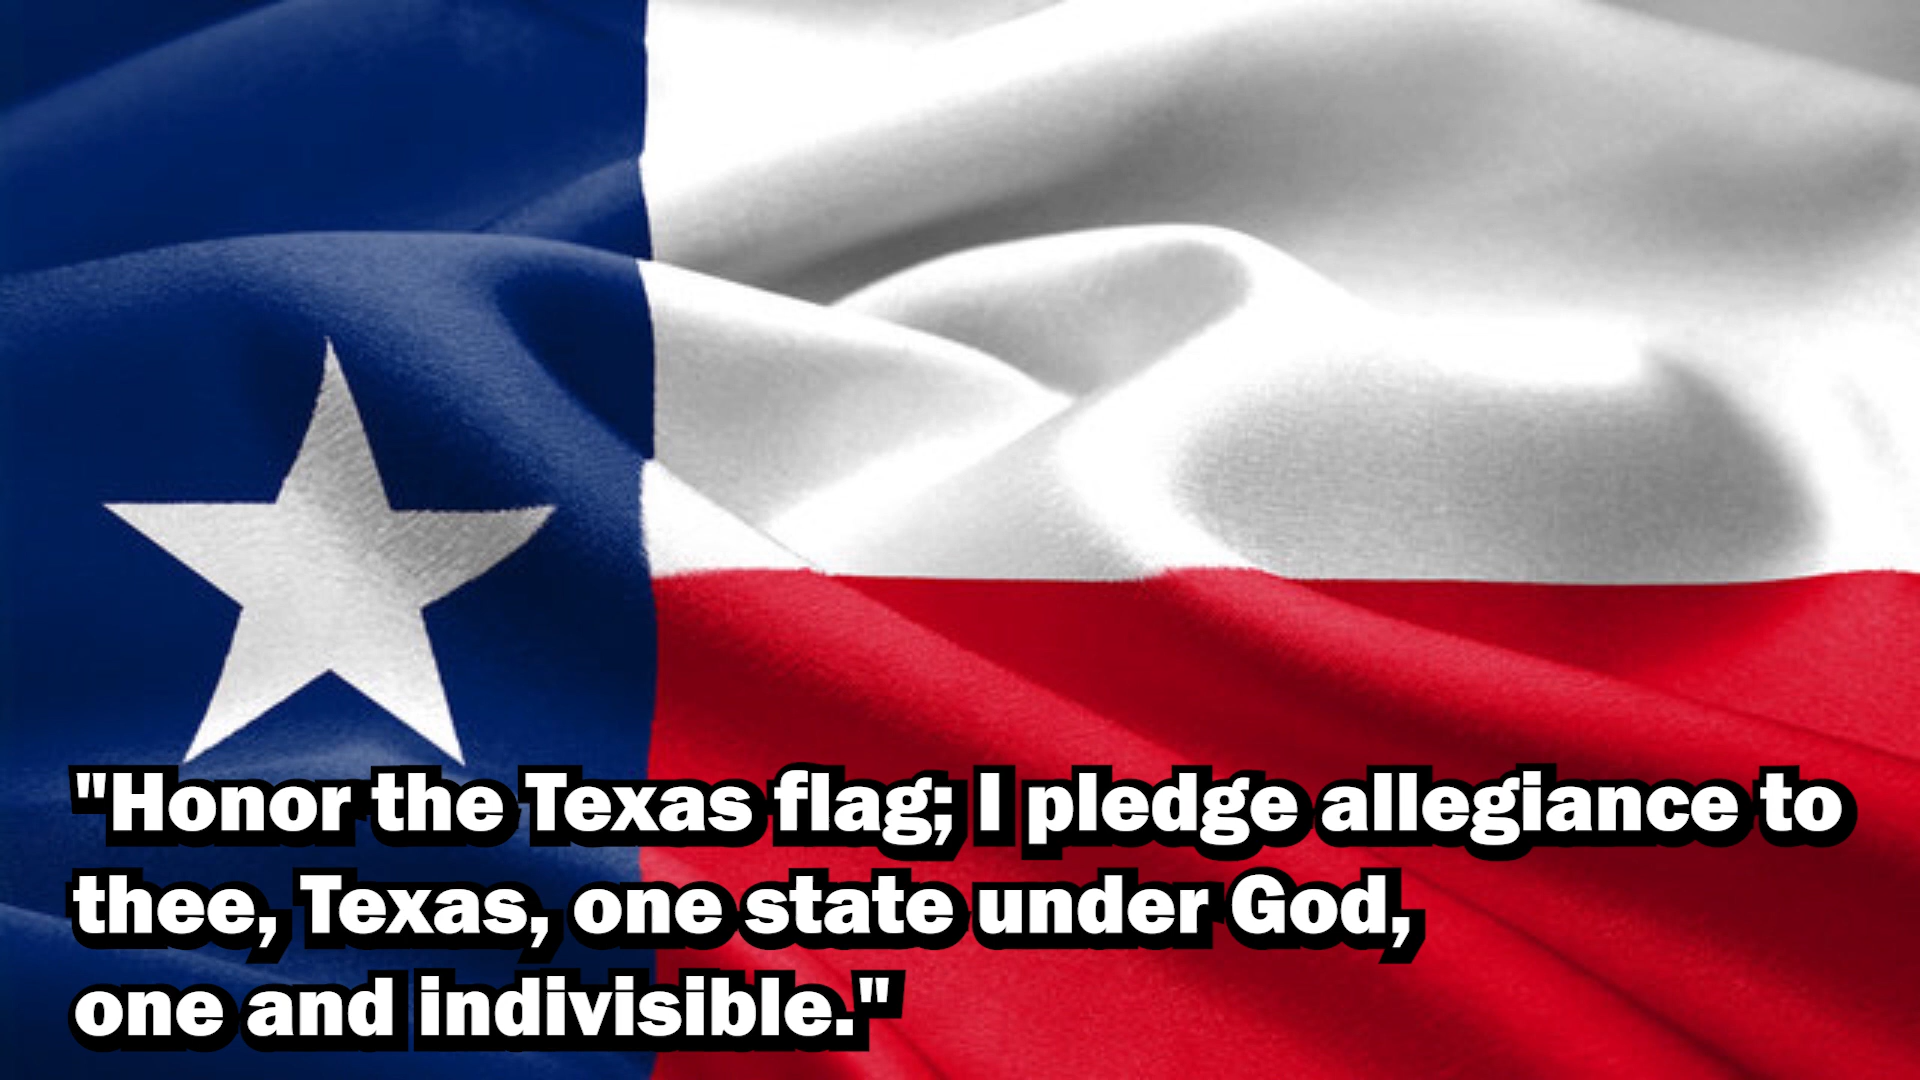 "Honor the Texas flag; I pledge allegiance to
thee, Texas, one state under God,
one and indivisible."